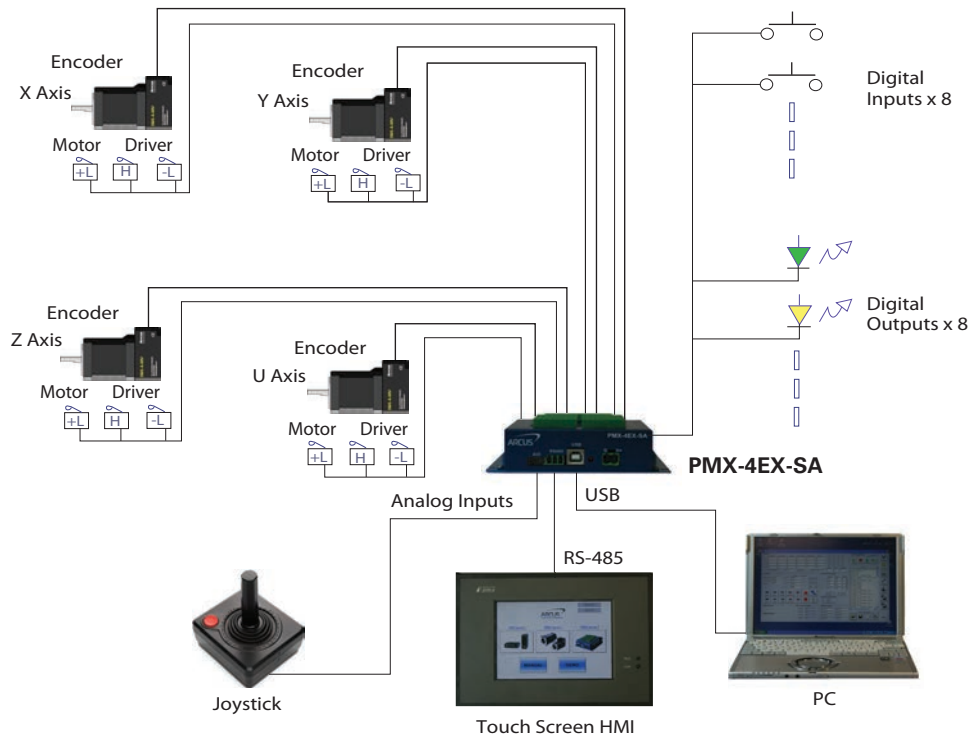 Encoder
X Axis
Motor Driver
+L H -L
Encoder
Y Axis
Motor Driver
+L H -L
Digital
Inputs x 8
Digital
Outputs x 8
Encoder
Z Axis
Motor Driver
+L H -L
Encoder
U Axis
Motor Driver
+L H -L
ARCUS
PMX-4EX-SA
USB
PMX-4EX-SA
Analog Inputs
USB
RS-485
ARCUS
Joystick
Touch Screen HMI
PC